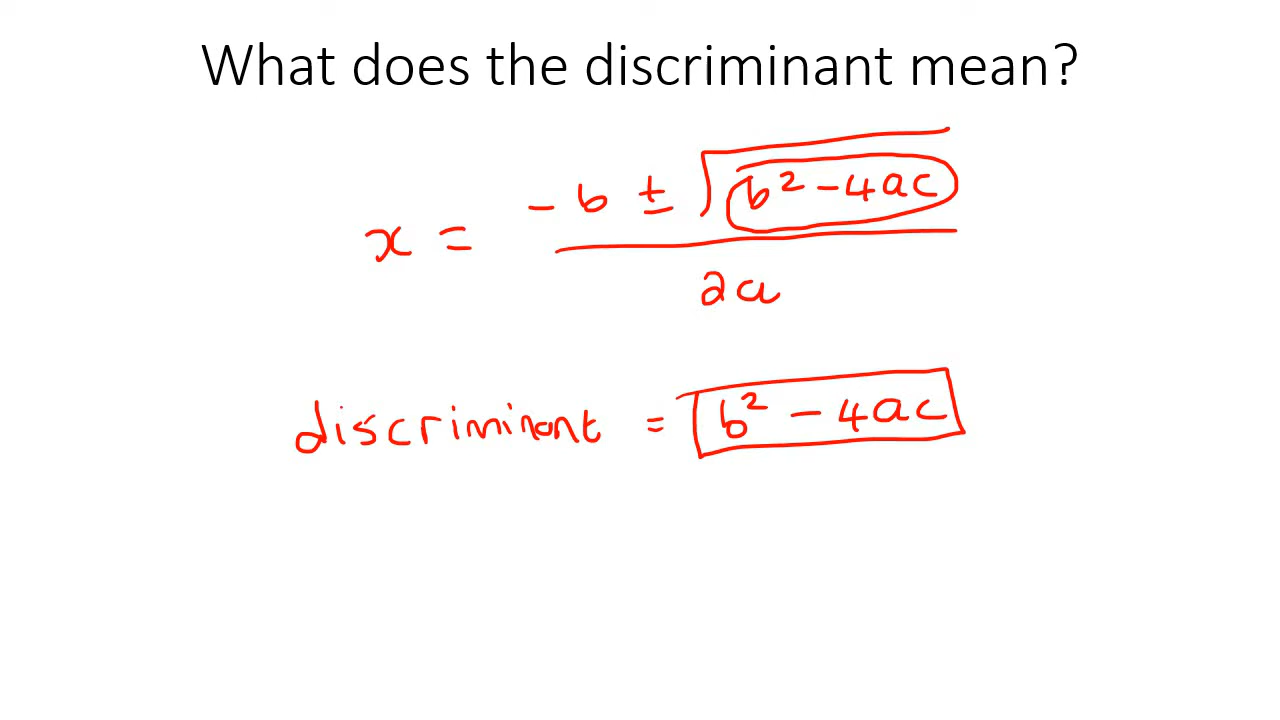 What does the discriminant mean?
x = -b ± √b² - 4ac
2a
discriminant = b² - 4ac